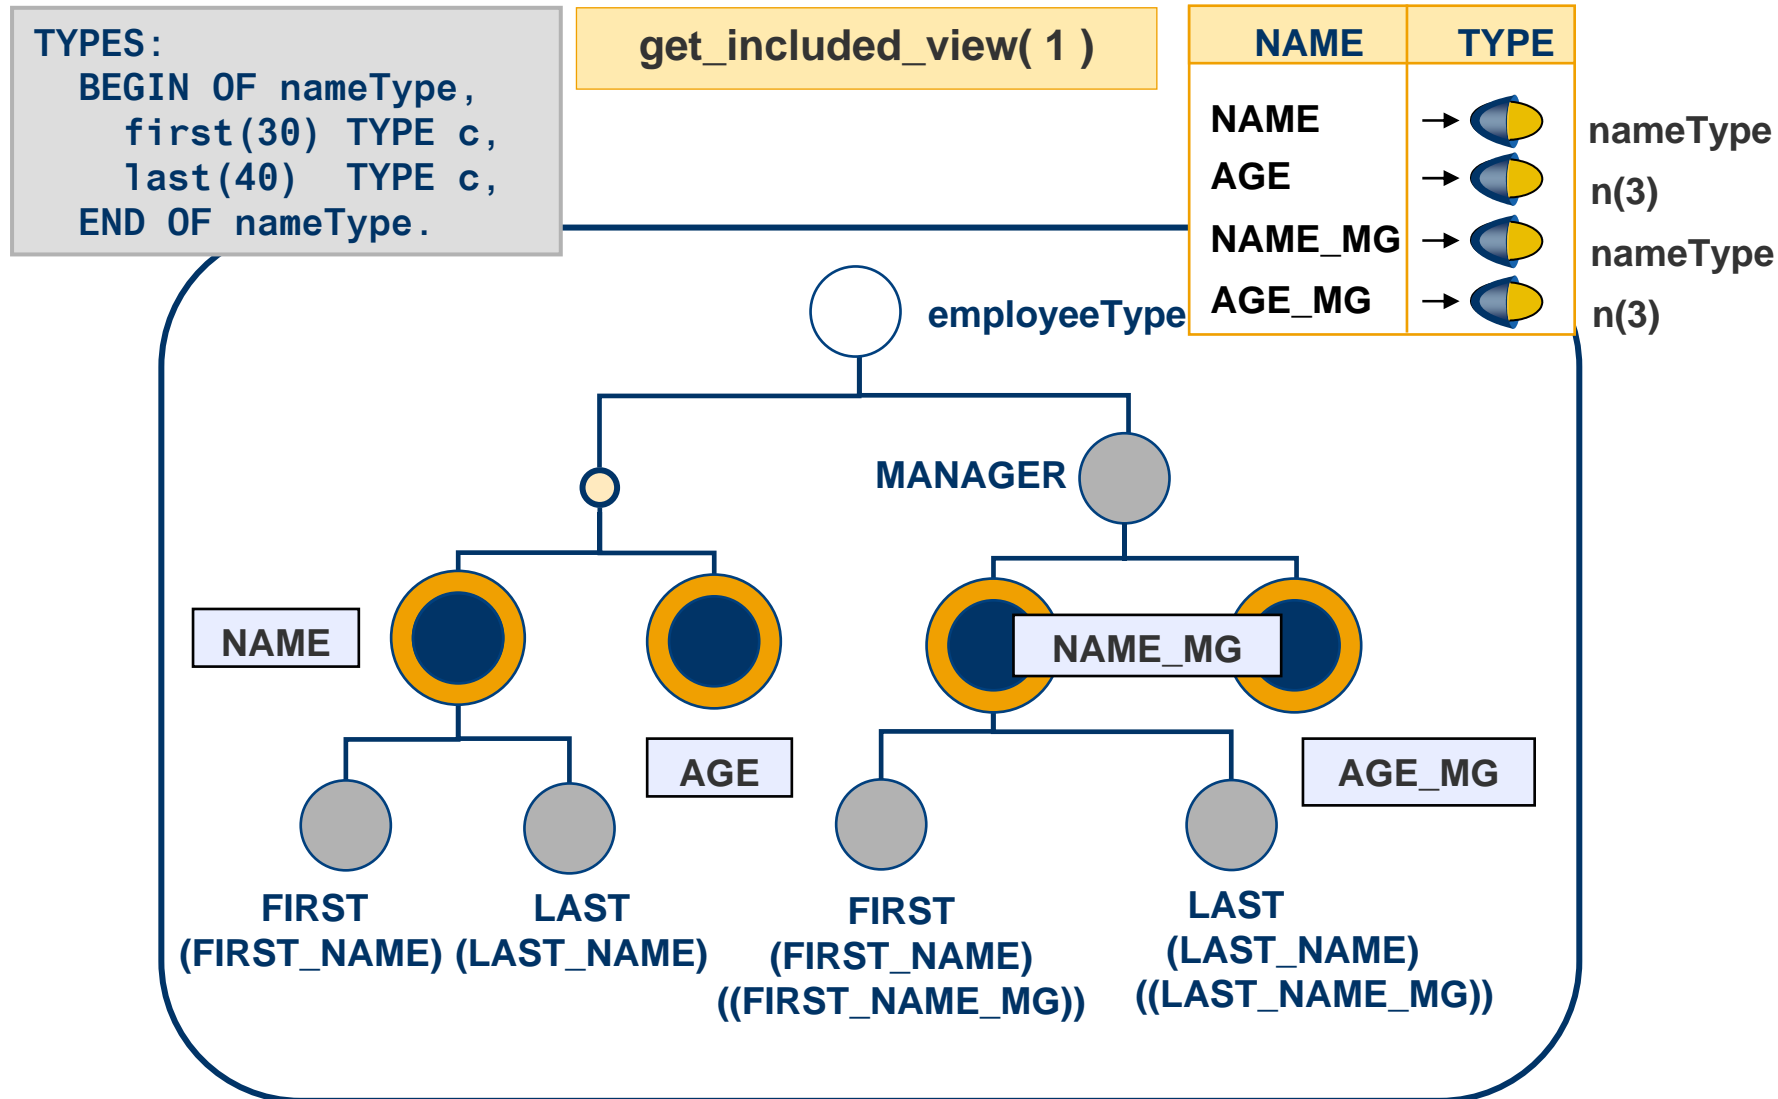 TYPES:
BEGIN OF nameType,
first(30) TYPE c,
last(40) TYPE c,
END OF nameType.
get_included_view( 1 )
NAME TYPE
NAME nameType
AGE n(3)
NAME_MG nameType
AGE_MG n(3)
employeeType
MANAGER
NAME
NAME_MG
AGE
AGE_MG
FIRST
(FIRST_NAME)
LAST
(LAST_NAME)
FIRST
(FIRST_NAME)
((FIRST_NAME_MG))
LAST
(LAST_NAME)
((LAST_NAME_MG))